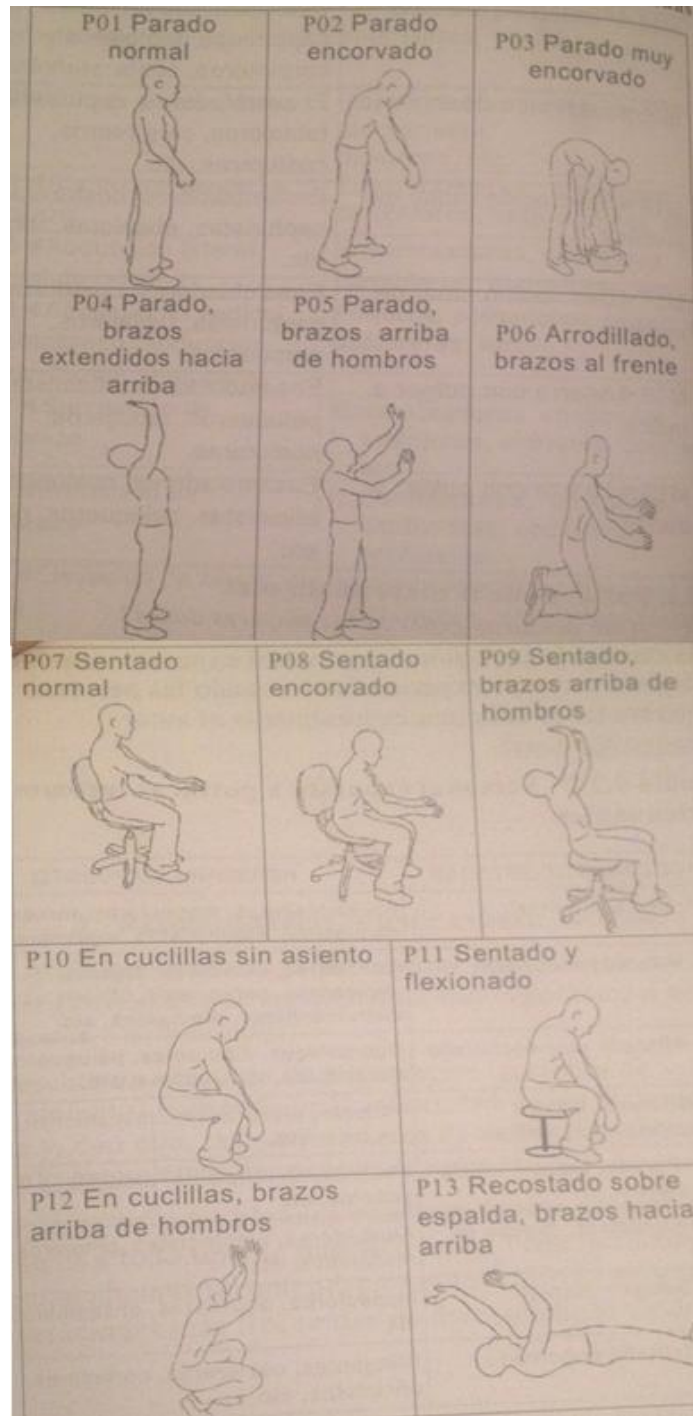 P01 Parado
normal
P02 Parado
encorvado
P03 Parado muy
encorvado
P04 Parado,
brazos
extendidos hacia
arriba
P05 Parado,
brazos arriba
de hombros
P06 Arrodillado,
brazos al frente
P07 Sentado
normal
P08 Sentado
encorvado
P09 Sentado,
brazos arriba de
hombros
P10 En cuclillas sin asiento
P11 Sentado y
flexionado
P12 En cuclillas, brazos
arriba de hombros
P13 Recostado sobre
espalda, brazos hacia
arriba